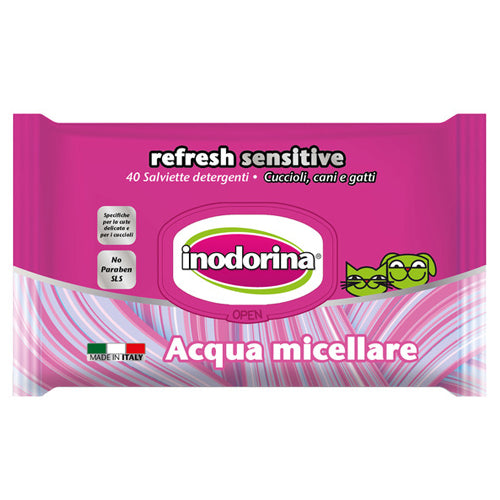 refresh sensitive
40 Salviette detergenti • Cuccioli, cani e gatti
Specifiche
per la cute
delicata e
per i cuccioli
No
Paraben
SLS
inodorina®
OPEN
MADE IN ITALY
Acqua micellare